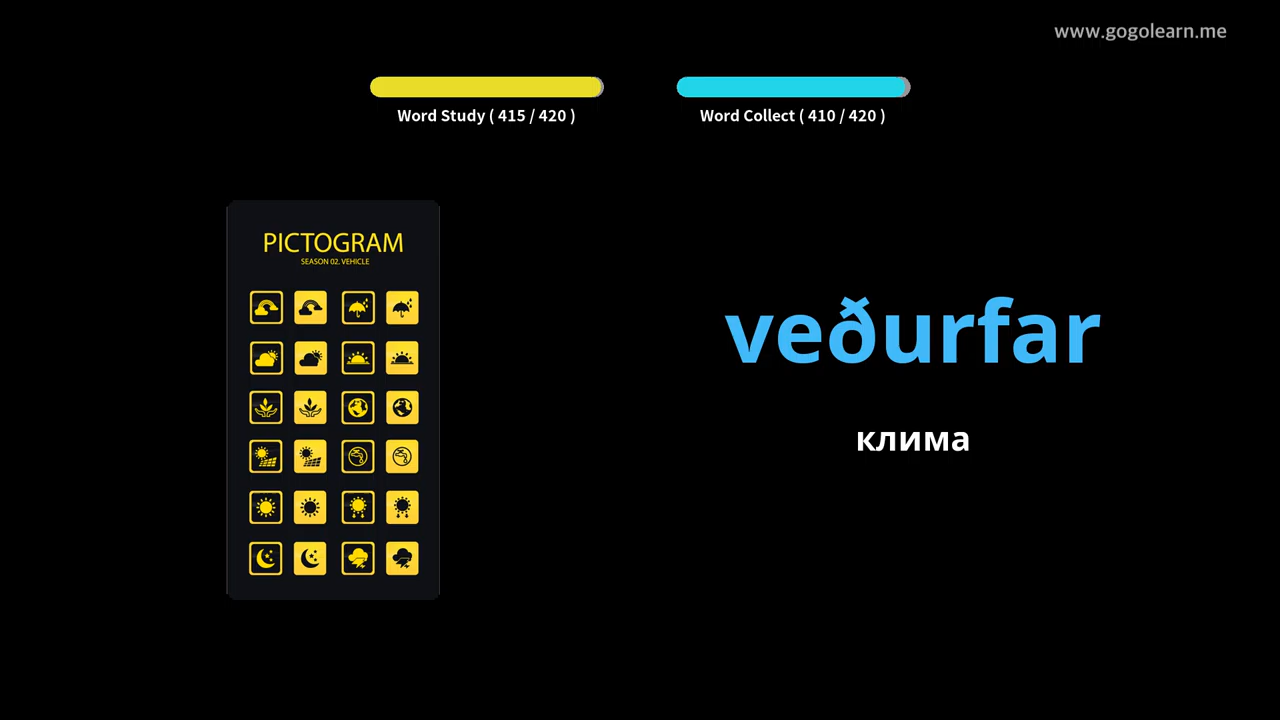 www.gogolearn.me
Word Study ( 415 / 420 )
Word Collect ( 410 / 420 )
PICTOGRAM
SEASON 02. VEHICLE
veðurfar
клима